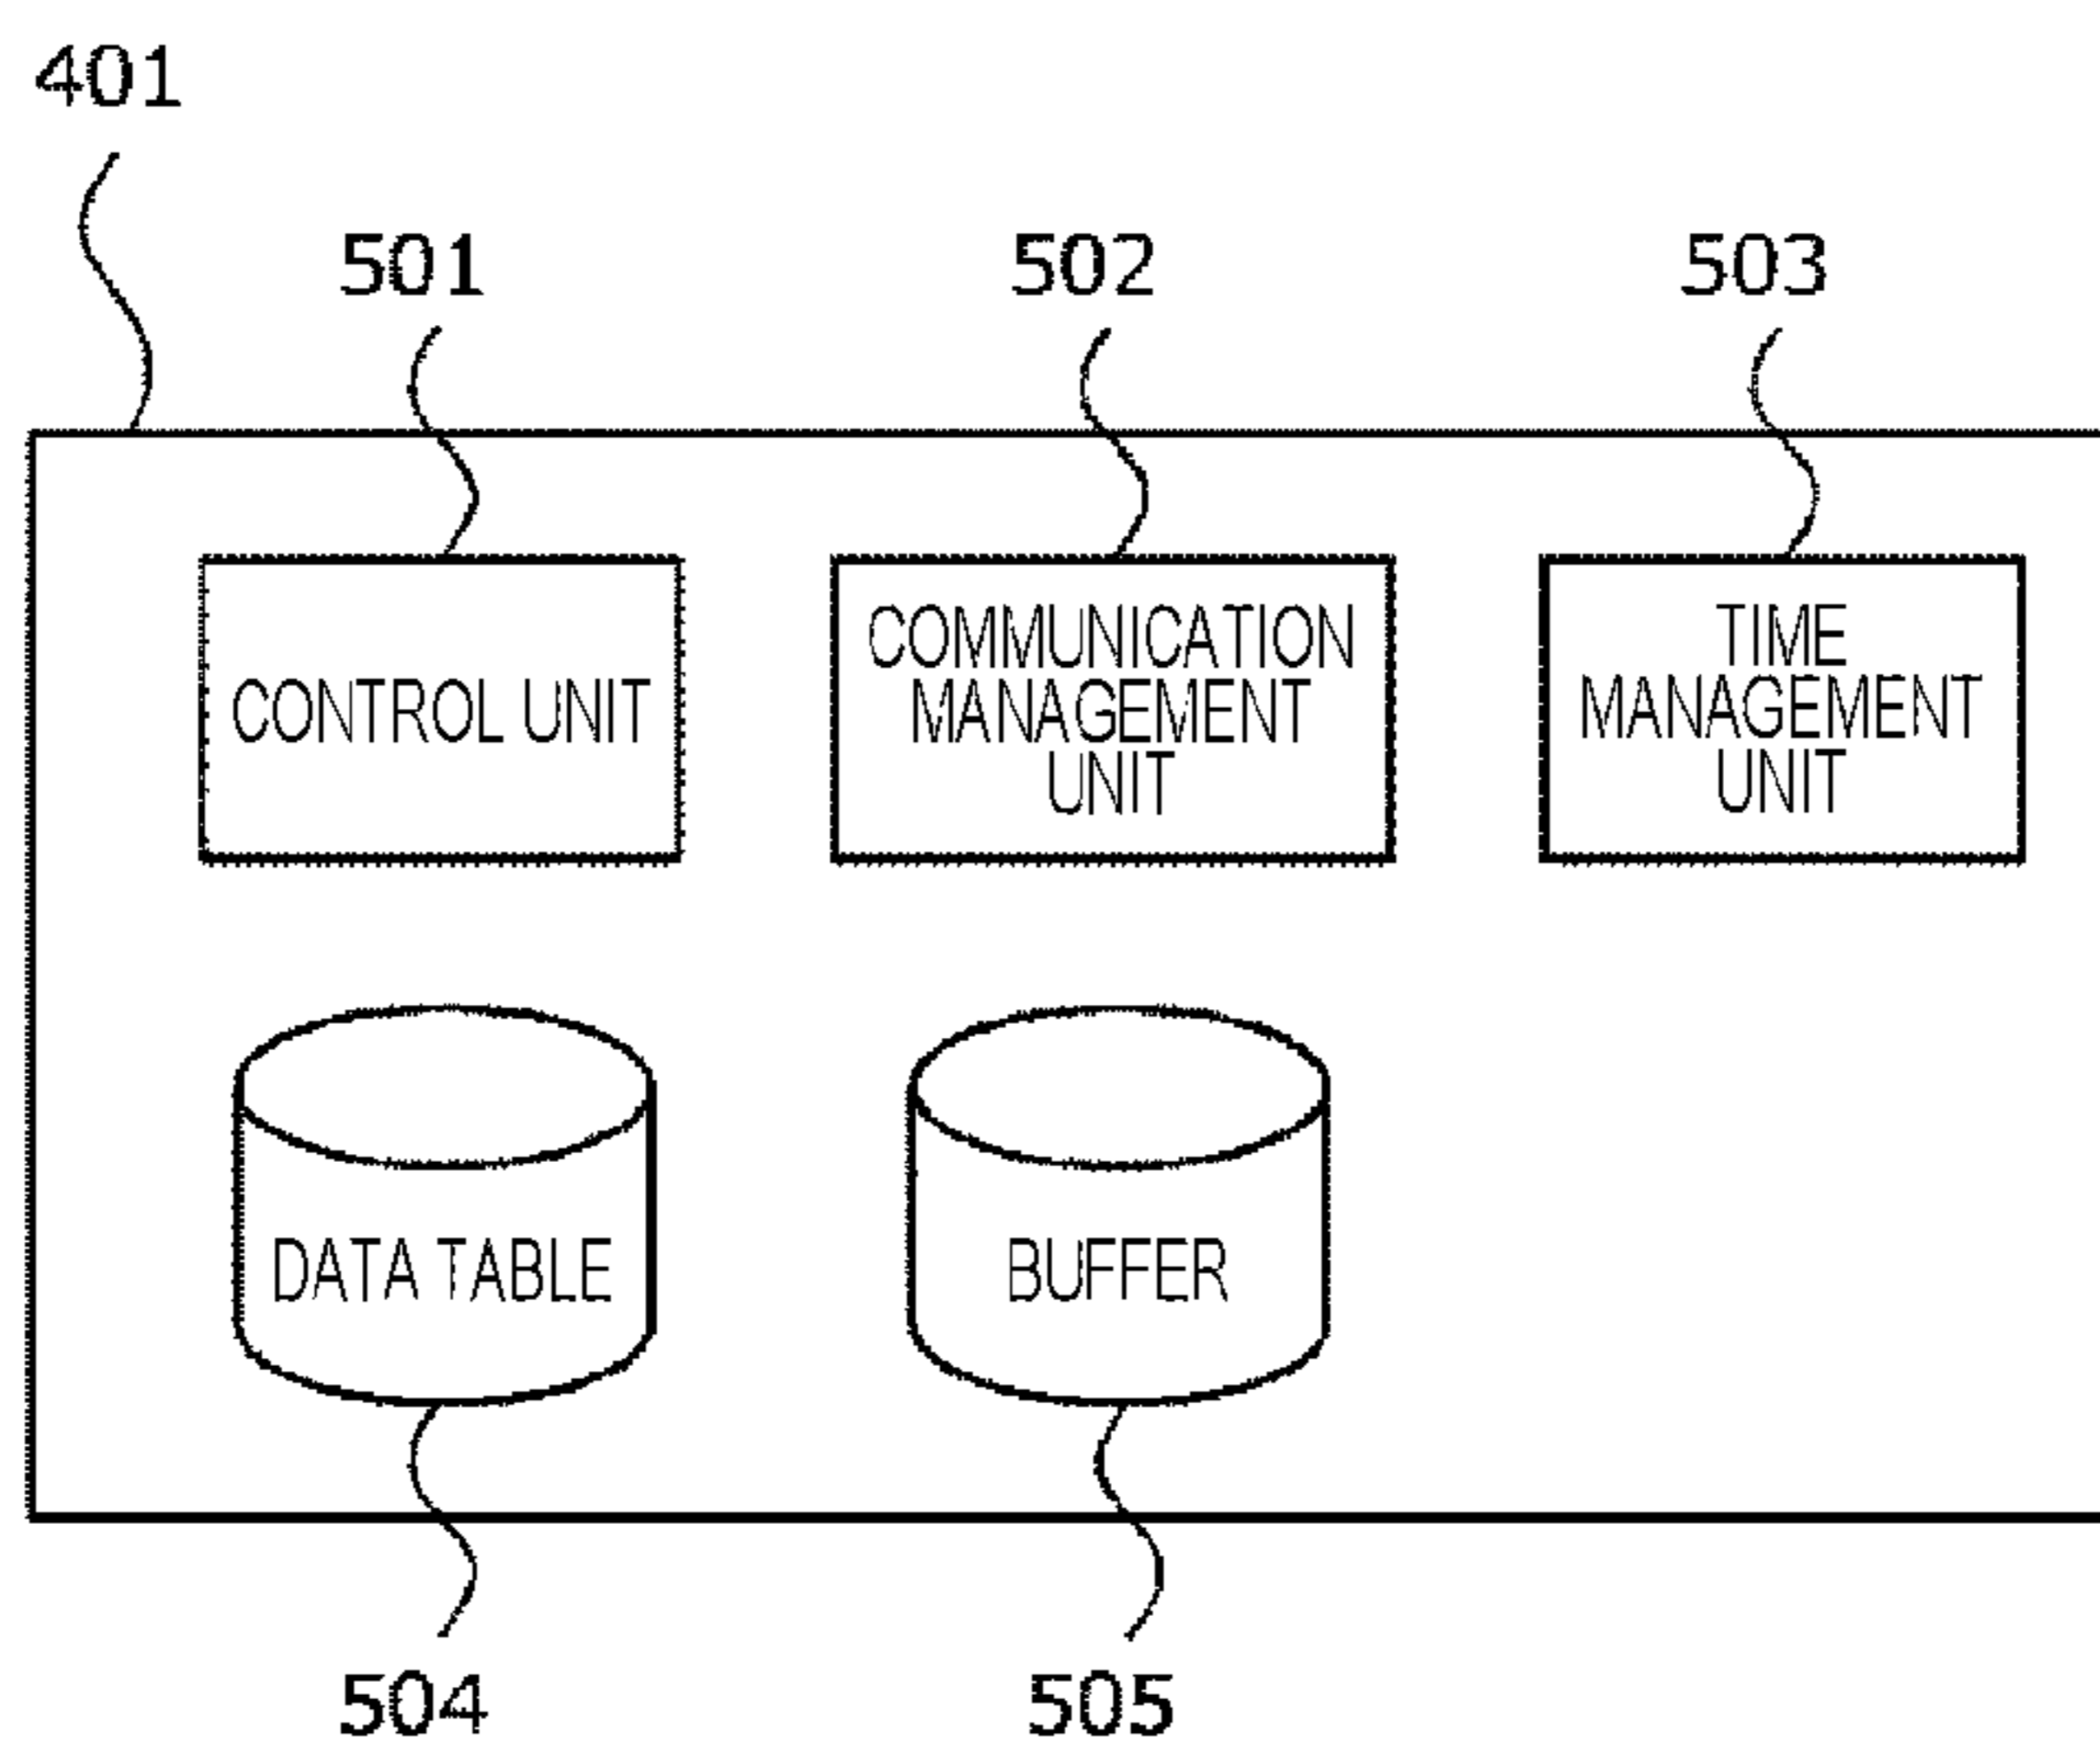 401
501
502
503
CONTROL UNIT
COMMUNICATION
MANAGEMENT
UNIT
TIME
MANAGEMENT
UNIT
DATA TABLE
BUFFER
504
505